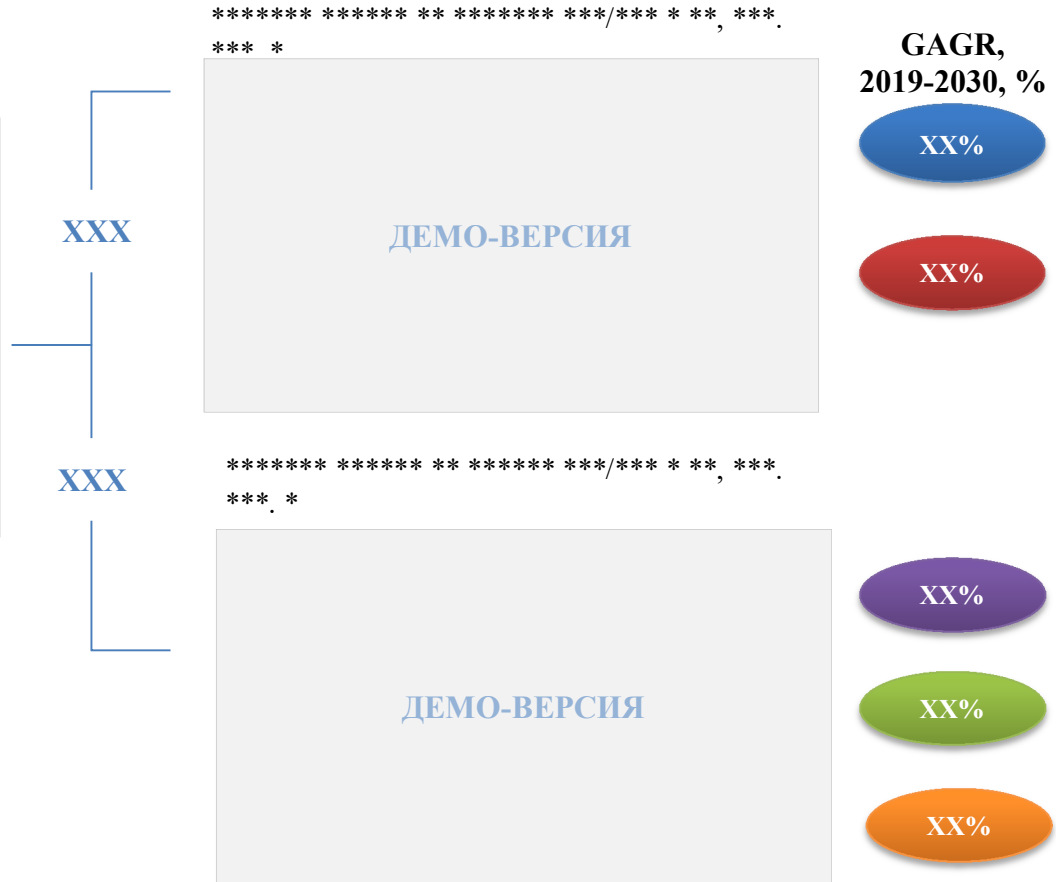 ******* ****** ** ******* ***/*** * **, ***.
*** *
GAGR,
2019-2030, %
XX%
XXX
ДЕМО-ВЕРСИЯ
XX%
******* ****** ** ****** ***/*** * **, ***.
***. *
XXX
XX%
ДЕМО-ВЕРСИЯ
XX%
XX%